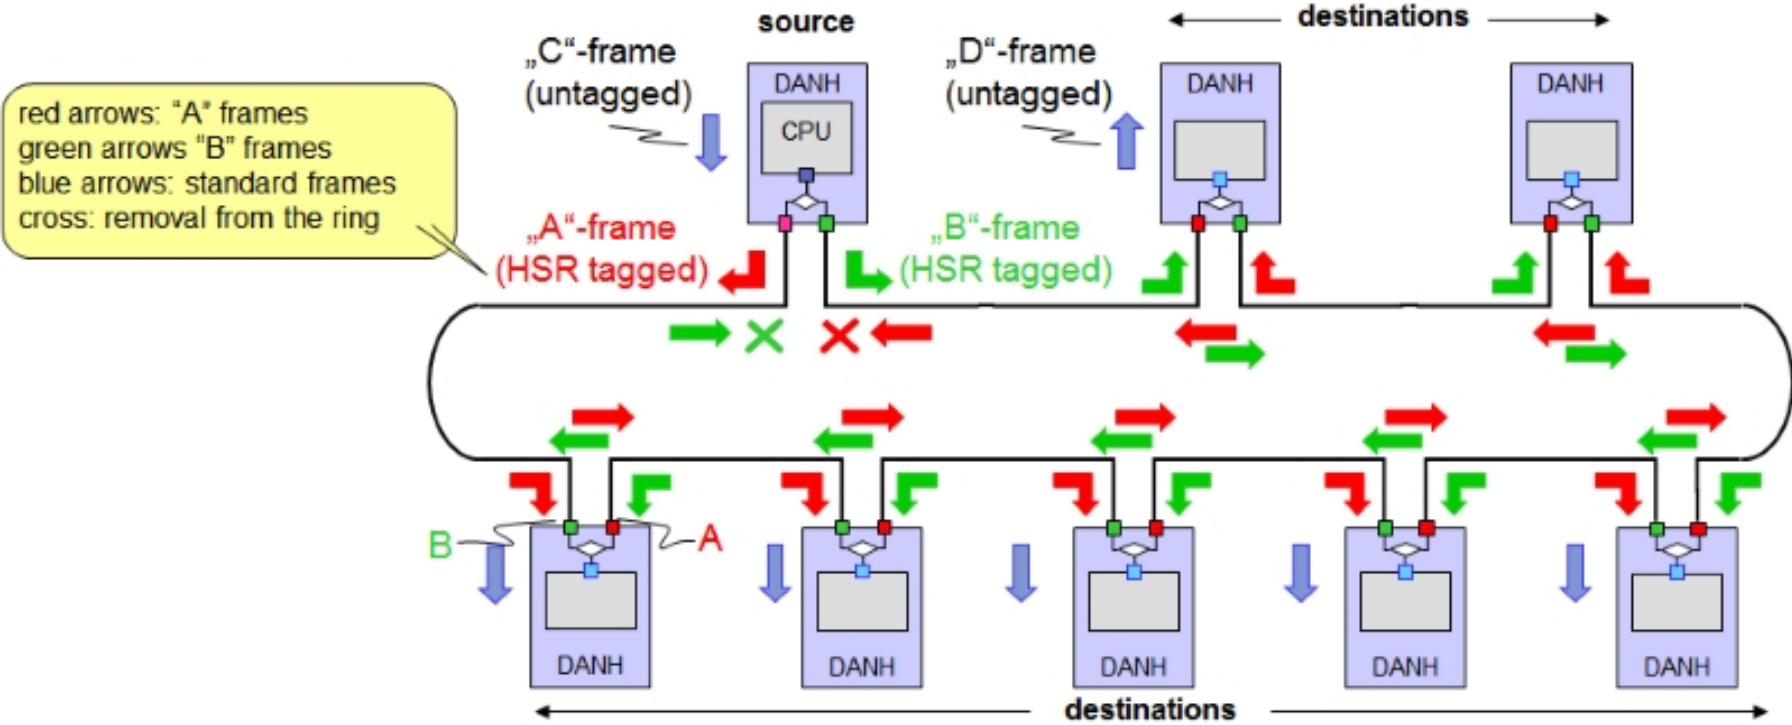 source
destinations
„C“-frame
(untagged)
„D“-frame
(untagged)
DANH
CPU
DANH
DANH
red arrows: “A” frames
green arrows “B” frames
blue arrows: standard frames
cross: removal from the ring
„A“-frame
(HSR tagged)
„B“-frame
(HSR tagged)
B
A
DANH
DANH
DANH
DANH
DANH
destinations